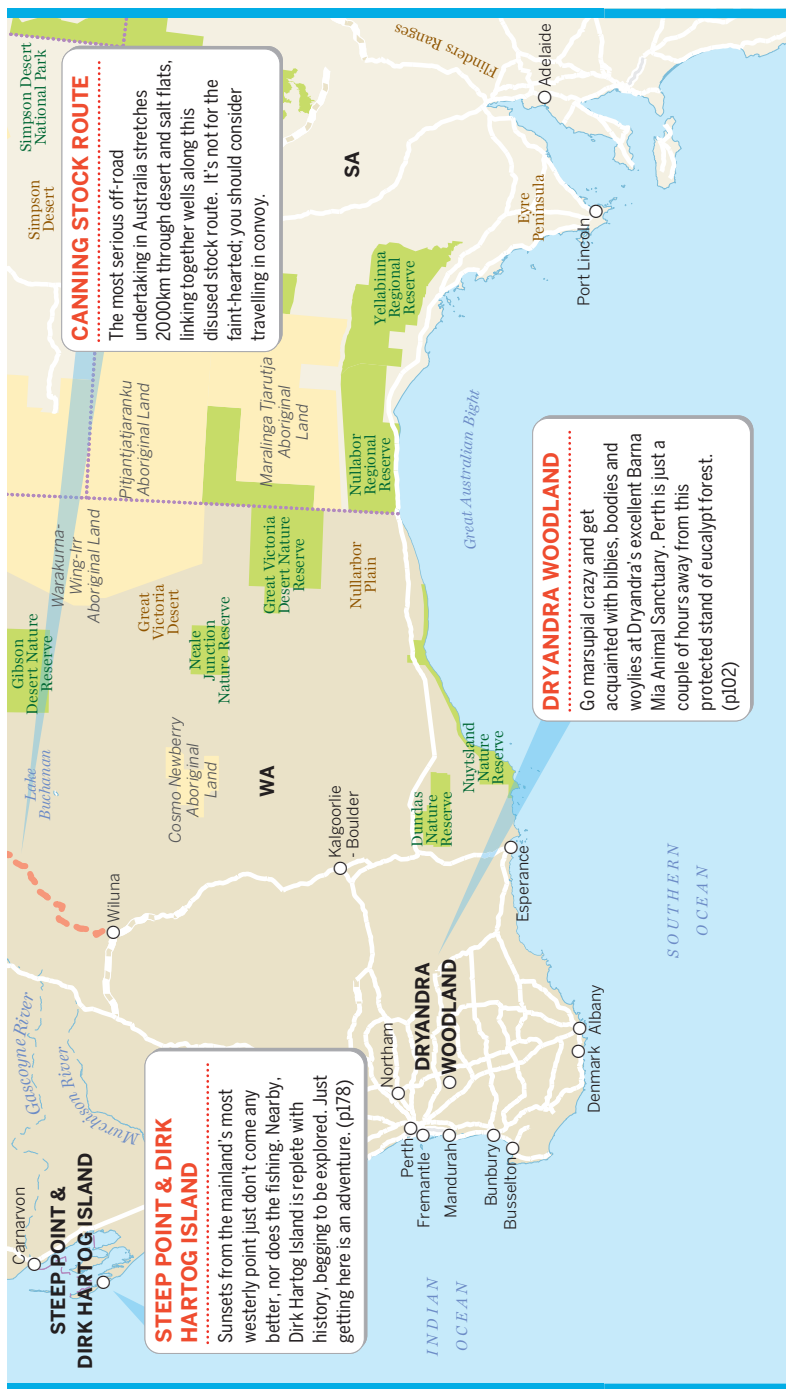 STEEP POINT &
DIRK HARTOG ISLAND
Carnarvon
Gascoyne River
Murchison River
STEEP POINT & DIRK
HARTOG ISLAND
Sunsets from the mainland's most
westerly point just don't come any
better, nor does the fishing. Nearby,
Dirk Hartog Island is replete with
history, begging to be explored. Just
getting here is an adventure. (p178)
INDIAN
OCEAN
Perth
Fremantle
Mandurah
Bunbury
Busselton
Northam
DRYANDRA
WOODLAND
Denmark
Albany
Wiluna
Kalgoorlie
- Boulder
Esperance
WA
Lake
Buchanan
Gibson
Desert Nature
Reserve
Warakurna-
Wing-Irr
Aboriginal Land
Cosmo Newberry
Aboriginal
Land
Great
Victoria
Desert
Neale
Junction
Nature Reserve
Great Victoria
Desert Nature
Reserve
Nullarbor
Plain
Dundas
Nature
Reserve
Nuytsland
Nature
Reserve
SOUTHERN
OCEAN
DRYANDRA WOODLAND
Go marsupial crazy and get
acquainted with bilbies, boodies and
woylies at Dryandra's excellent Barna
Mia Animal Sanctuary. Perth is just a
couple of hours away from this
protected stand of eucalypt forest.
(p102)
Great Australian Bight
Pitjantjatjaranku
Aboriginal Land
Maralinga Tjarutja
Aboriginal
Land
Nullabor
Regional
Reserve
Yellabinna
Regional
Reserve
CANNING STOCK ROUTE
The most serious off-road
undertaking in Australia stretches
2000km through desert and salt flats,
linking together wells along this
disused stock route. It's not for the
faint-hearted; you should consider
travelling in convoy.
Simpson
Desert
Simpson Desert
National Park
SA
Flinders Ranges
Adelaide
Eyre
Peninsula
Port Lincoln